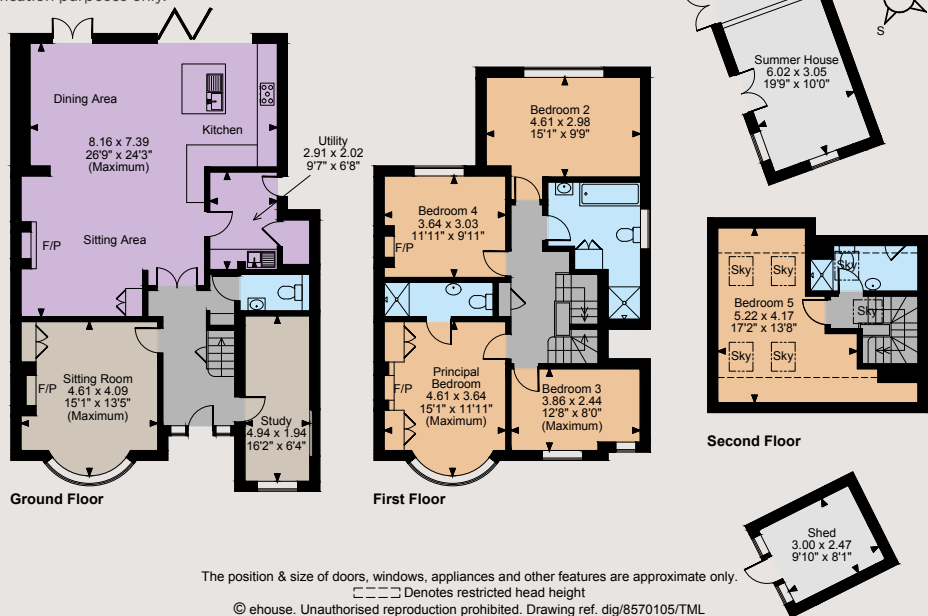 purposes only.
S
Summer House
6.02 x 3.05
19'9" x 10'0"
Dining Area
Kitchen
8.16 x 7.39
26'9" x 24'3"
(Maximum)
Utility
2.91 x 2.02
9'7" x 6'8"
Sitting Area
F/P
Sitting Room
4.61 x 4.09
15'1" x 13'5"
(Maximum)
F/P
Study
4.94 x 1.94
16'2" x 6'4"
Ground Floor
Bedroom 2
4.61 x 2.98
15'1" x 9'9"
Bedroom 4
3.64 x 3.03
11'11" x 9'11"
F/P
Principal
Bedroom
4.61 x 3.64
15'1" x 11'11"
(Maximum)
F/P
Bedroom 3
3.86 x 2.44
12'8" x 8'0"
(Maximum)
First Floor
Sky
Sky
Sky
Bedroom 5
5.22 x 4.17
17'2" x 13'8"
Sky
Sky
Sky
Second Floor
Shed
3.00 x 2.47
9'10" x 8'1"
The position & size of doors, windows, appliances and other features are approximate only.
Denotes restricted head height
© ehouse. Unauthorised reproduction prohibited. Drawing ref. dig/8570105/TML